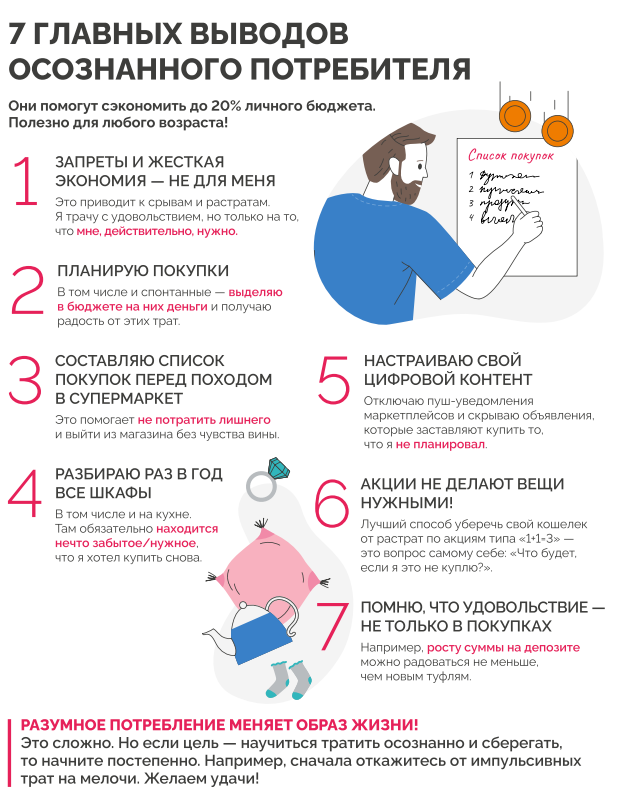 7 ГЛАВНЫХ ВЫВОДОВ
ОСОЗНАННОГО ПОТРЕБИТЕЛЯ
Они помогут сэкономить до 20% личного бюджета.
Полезно для любого возраста!
1
ЗАПРЕТЫ И ЖЕСТКАЯ
ЭКОНОМИЯ — НЕ ДЛЯ МЕНЯ
Это приводит к срывам и растратам.
Я трачу с удовольствием, но только на то,
что мне, действительно, нужно.
Список покупок
1
2
3
4
2
ПЛАНИРУЮ ПОКУПКИ
В том числе и спонтанные — выделяю
в бюджете на них деньги и получаю
радость от этих трат.
3
СОСТАВЛЯЮ СПИСОК
ПОКУПОК ПЕРЕД ПОХОДОМ
В СУПЕРМАРКЕТ
Это помогает не потратить лишнего
и выйти из магазина без чувства вины.
4
РАЗБИРАЮ РАЗ В ГОД
ВСЕ ШКАФЫ
В том числе и на кухне.
Там обязательно находится
нечто забытое/нужное,
что я хотел купить снова.
5
НАСТРАИВАЮ СВОЙ
ЦИФРОВОЙ КОНТЕНТ
Отключаю пуш-уведомления
маркетплейсов и скрываю объявления,
которые заставляют купить то,
что я не планировал.
6
АКЦИИ НЕ ДЕЛАЮТ ВЕЩИ
НУЖНЫМИ!
Лучший способ уберечь свой кошелек
от растрат по акциям типа «1+1=3» —
это вопрос самому себе: «Что будет,
если я это не куплю?».
7
ПОМНЮ, ЧТО УДОВОЛЬСТВИЕ —
НЕ ТОЛЬКО В ПОКУПКАХ
Например, росту суммы на депозите
можно радоваться не меньше,
чем новым туфлям.
РАЗУМНОЕ ПОТРЕБЛЕНИЕ МЕНЯЕТ ОБРАЗ ЖИЗНИ!
Это сложно. Но если цель — научиться тратить осознанно и сберегать,
то начните постепенно. Например, сначала откажитесь от импульсивных
трат на мелочи. Желаем удачи!